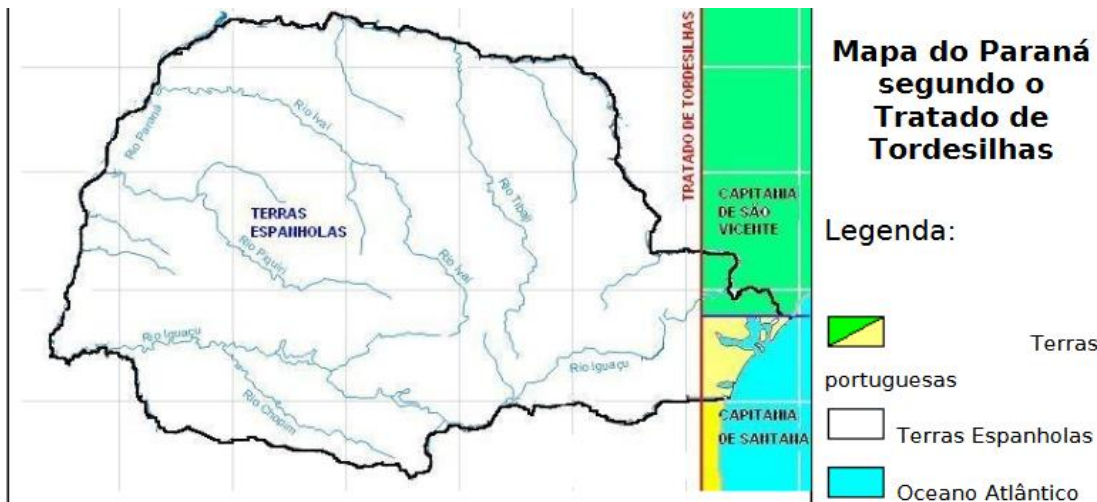 Mapa do Paraná
segundo o
Tratado de
Tordesilhas
Legenda:
Terras
portuguesas
Terras Espanholas
Oceano Atlântico
TRATADO DE TORDESILHAS
CAPITANIA
DE SÃO
VICENTE
CAPITANIA
DE SANTANA
TERRAS
ESPANHOLAS
Rio Paraná
Rio Ivaí
Rio Tibaji
Rio Piquiri
Rio Ivaí
Rio Iguaçu
Rio Iguaçu
Rio Chopim